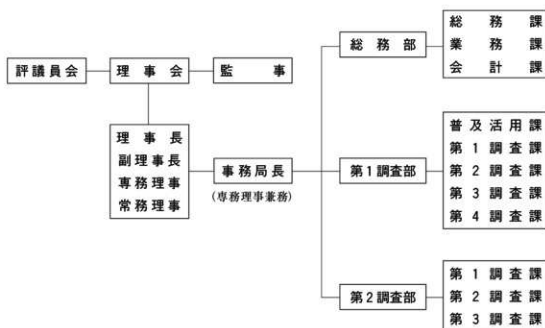 評議員会
理事会
監事
理事長
副理事長
専務理事
常務理事
事務局長
(専務理事兼務)
総務部
総務課
業務課
会計課
第1調査部
普及活用課
第1調査課
第2調査課
第3調査課
第4調査課
第2調査部
第1調査課
第2調査課
第3調査課